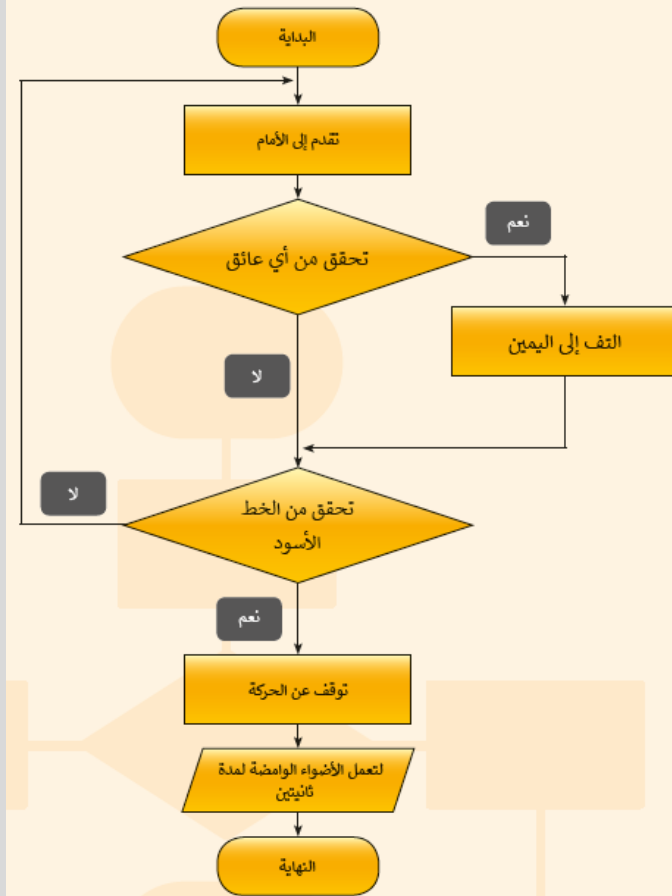 البداية
تقدم إلى الأمام
تحقق من أي عائق
نعم
التف إلى اليمين
لا
تحقق من الخط
الأسود
لا
نعم
توقف عن الحركة
لتعمل الأضواء الوامضة لمدة
ثانيتين
النهاية